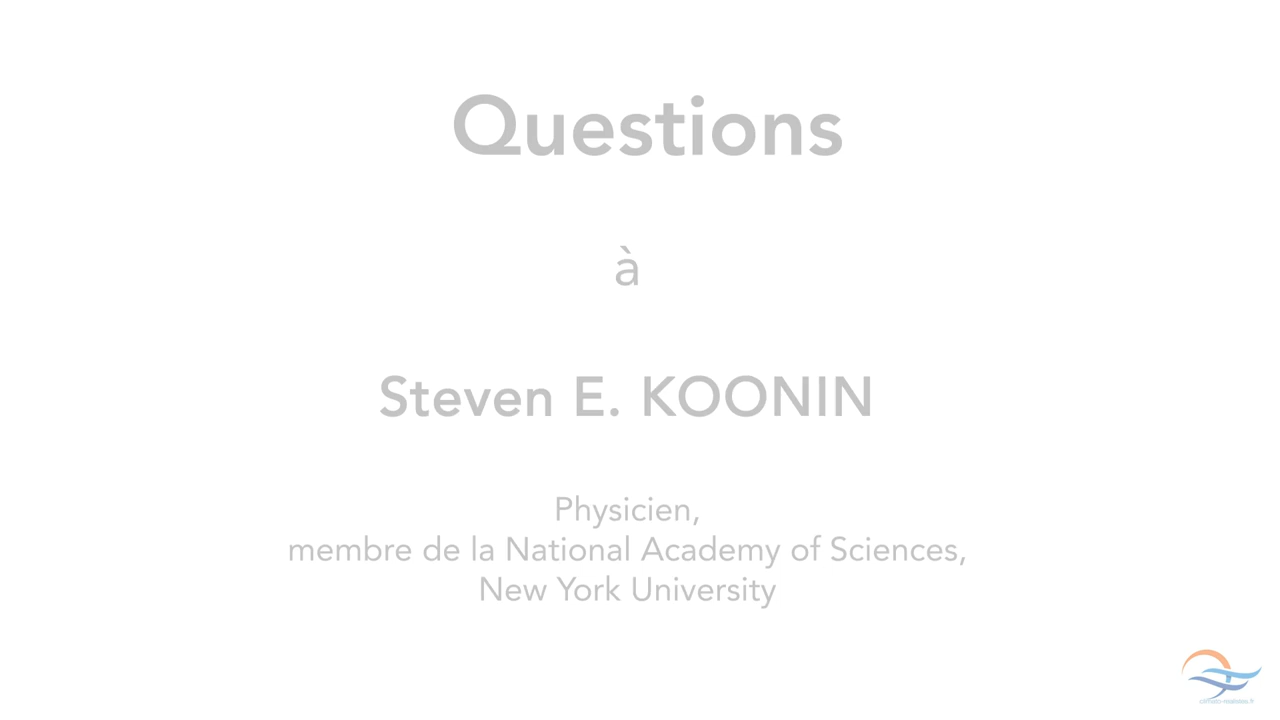 Questions
à
Steven E. KOONIN
Physicien,
membre de la National Academy of Sciences,
New York University